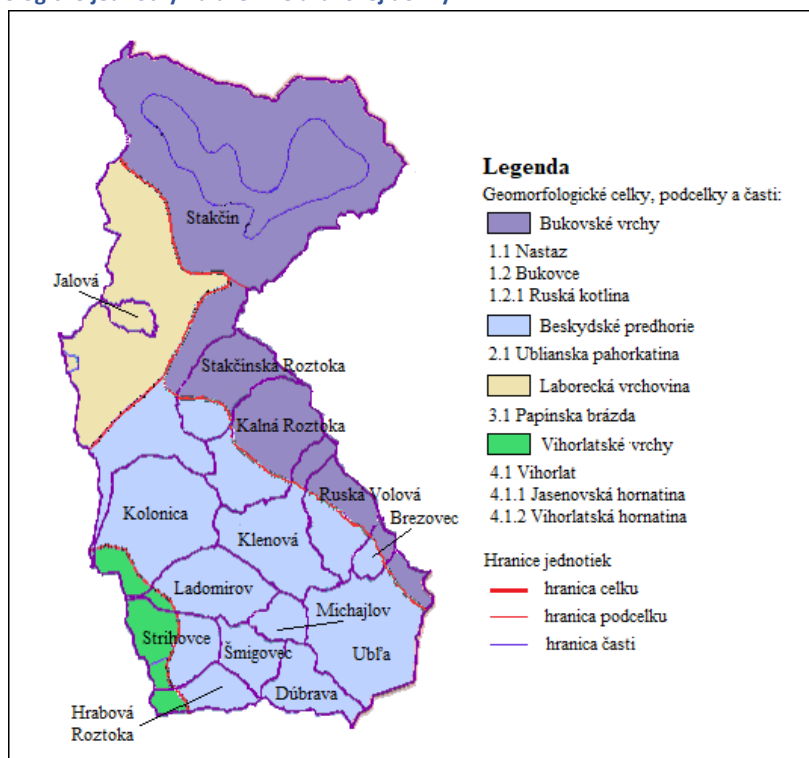 Stakčín
Jalová
Stakčinská Roztoka
Kalná Roztoka
Ruská Volová
Brezovec
Kolonica
Klenová
Ladomirov
Michajlov
Strihovce
Šmigovec
Ubľa
Dúbrava
Hrabová
Roztoka
Legenda
Geomorfologické celky, podcelky a časti:
Bukovské vrchy
1.1 Nastaz
1.2 Bukovce
1.2.1 Ruská kotlina
Beskydské predhorie
2.1 Ublianska pahorkatina
Laborecká vrchovina
3.1 Papinska brázda
Vihorlatské vrchy
4.1 Vihorlat
4.1.1 Jasenovská hornatina
4.1.2 Vihorlatská hornatina
Hranice jednotiek
hranica celku
hranica podcelku
hranica časti